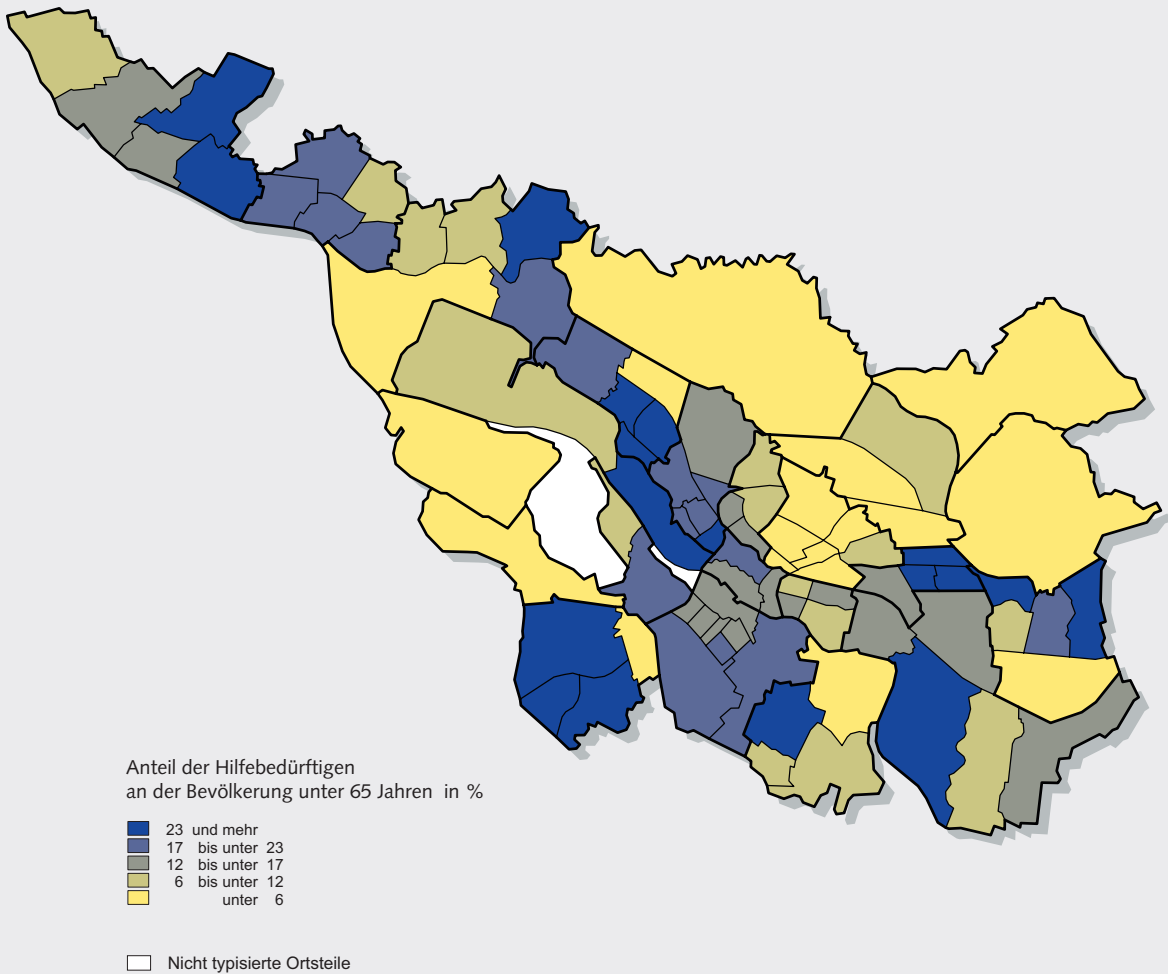 Anteil der Hilfebedürftigen
an der Bevölkerung unter 65 Jahren in %
23 und mehr
17 bis unter 23
12 bis unter 17
6 bis unter 12
unter 6
Nicht typisierte Ortsteile